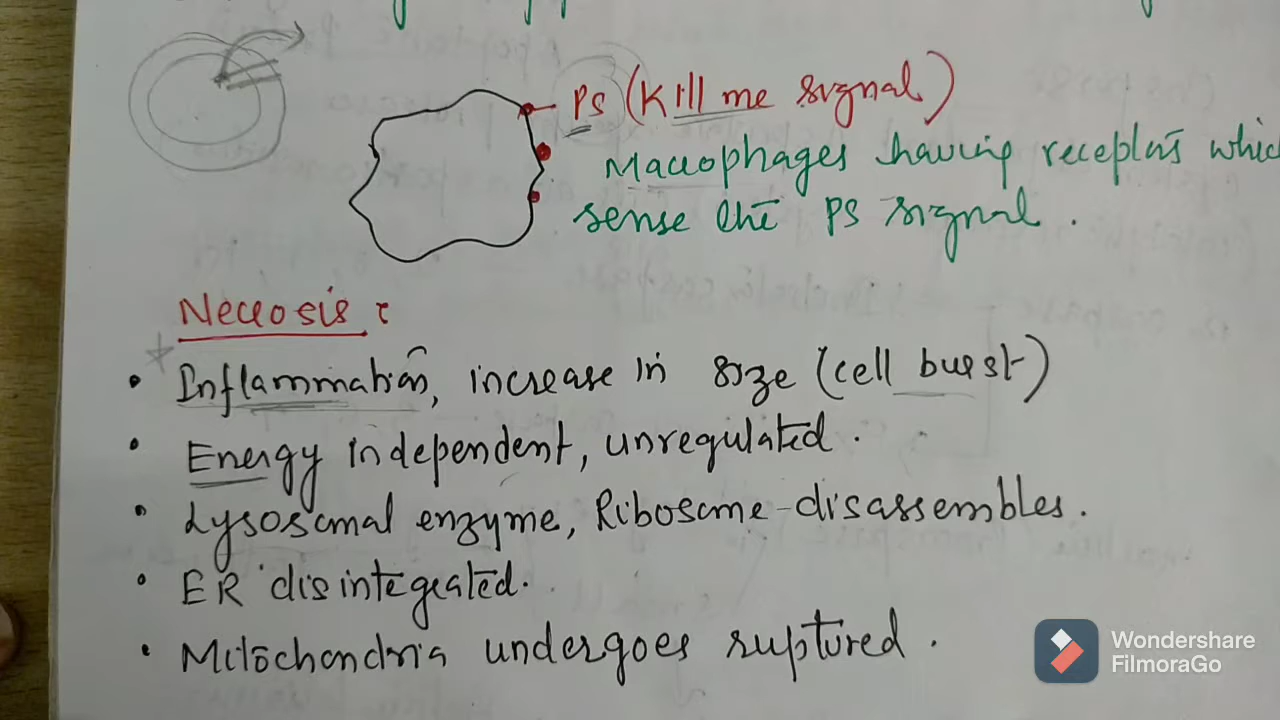 PS (Kill me signal)
Macrophages having receptors which
sense the PS signal.
Necrosis:
• Inflammation, increase in size (cell burst)
• Energy independent, unregulated.
• Lysosomal enzyme, Ribosome-disassembles.
• ER disintegrated.
• Mitochondria undergoes ruptured.
Wondershare
FilmoraGo